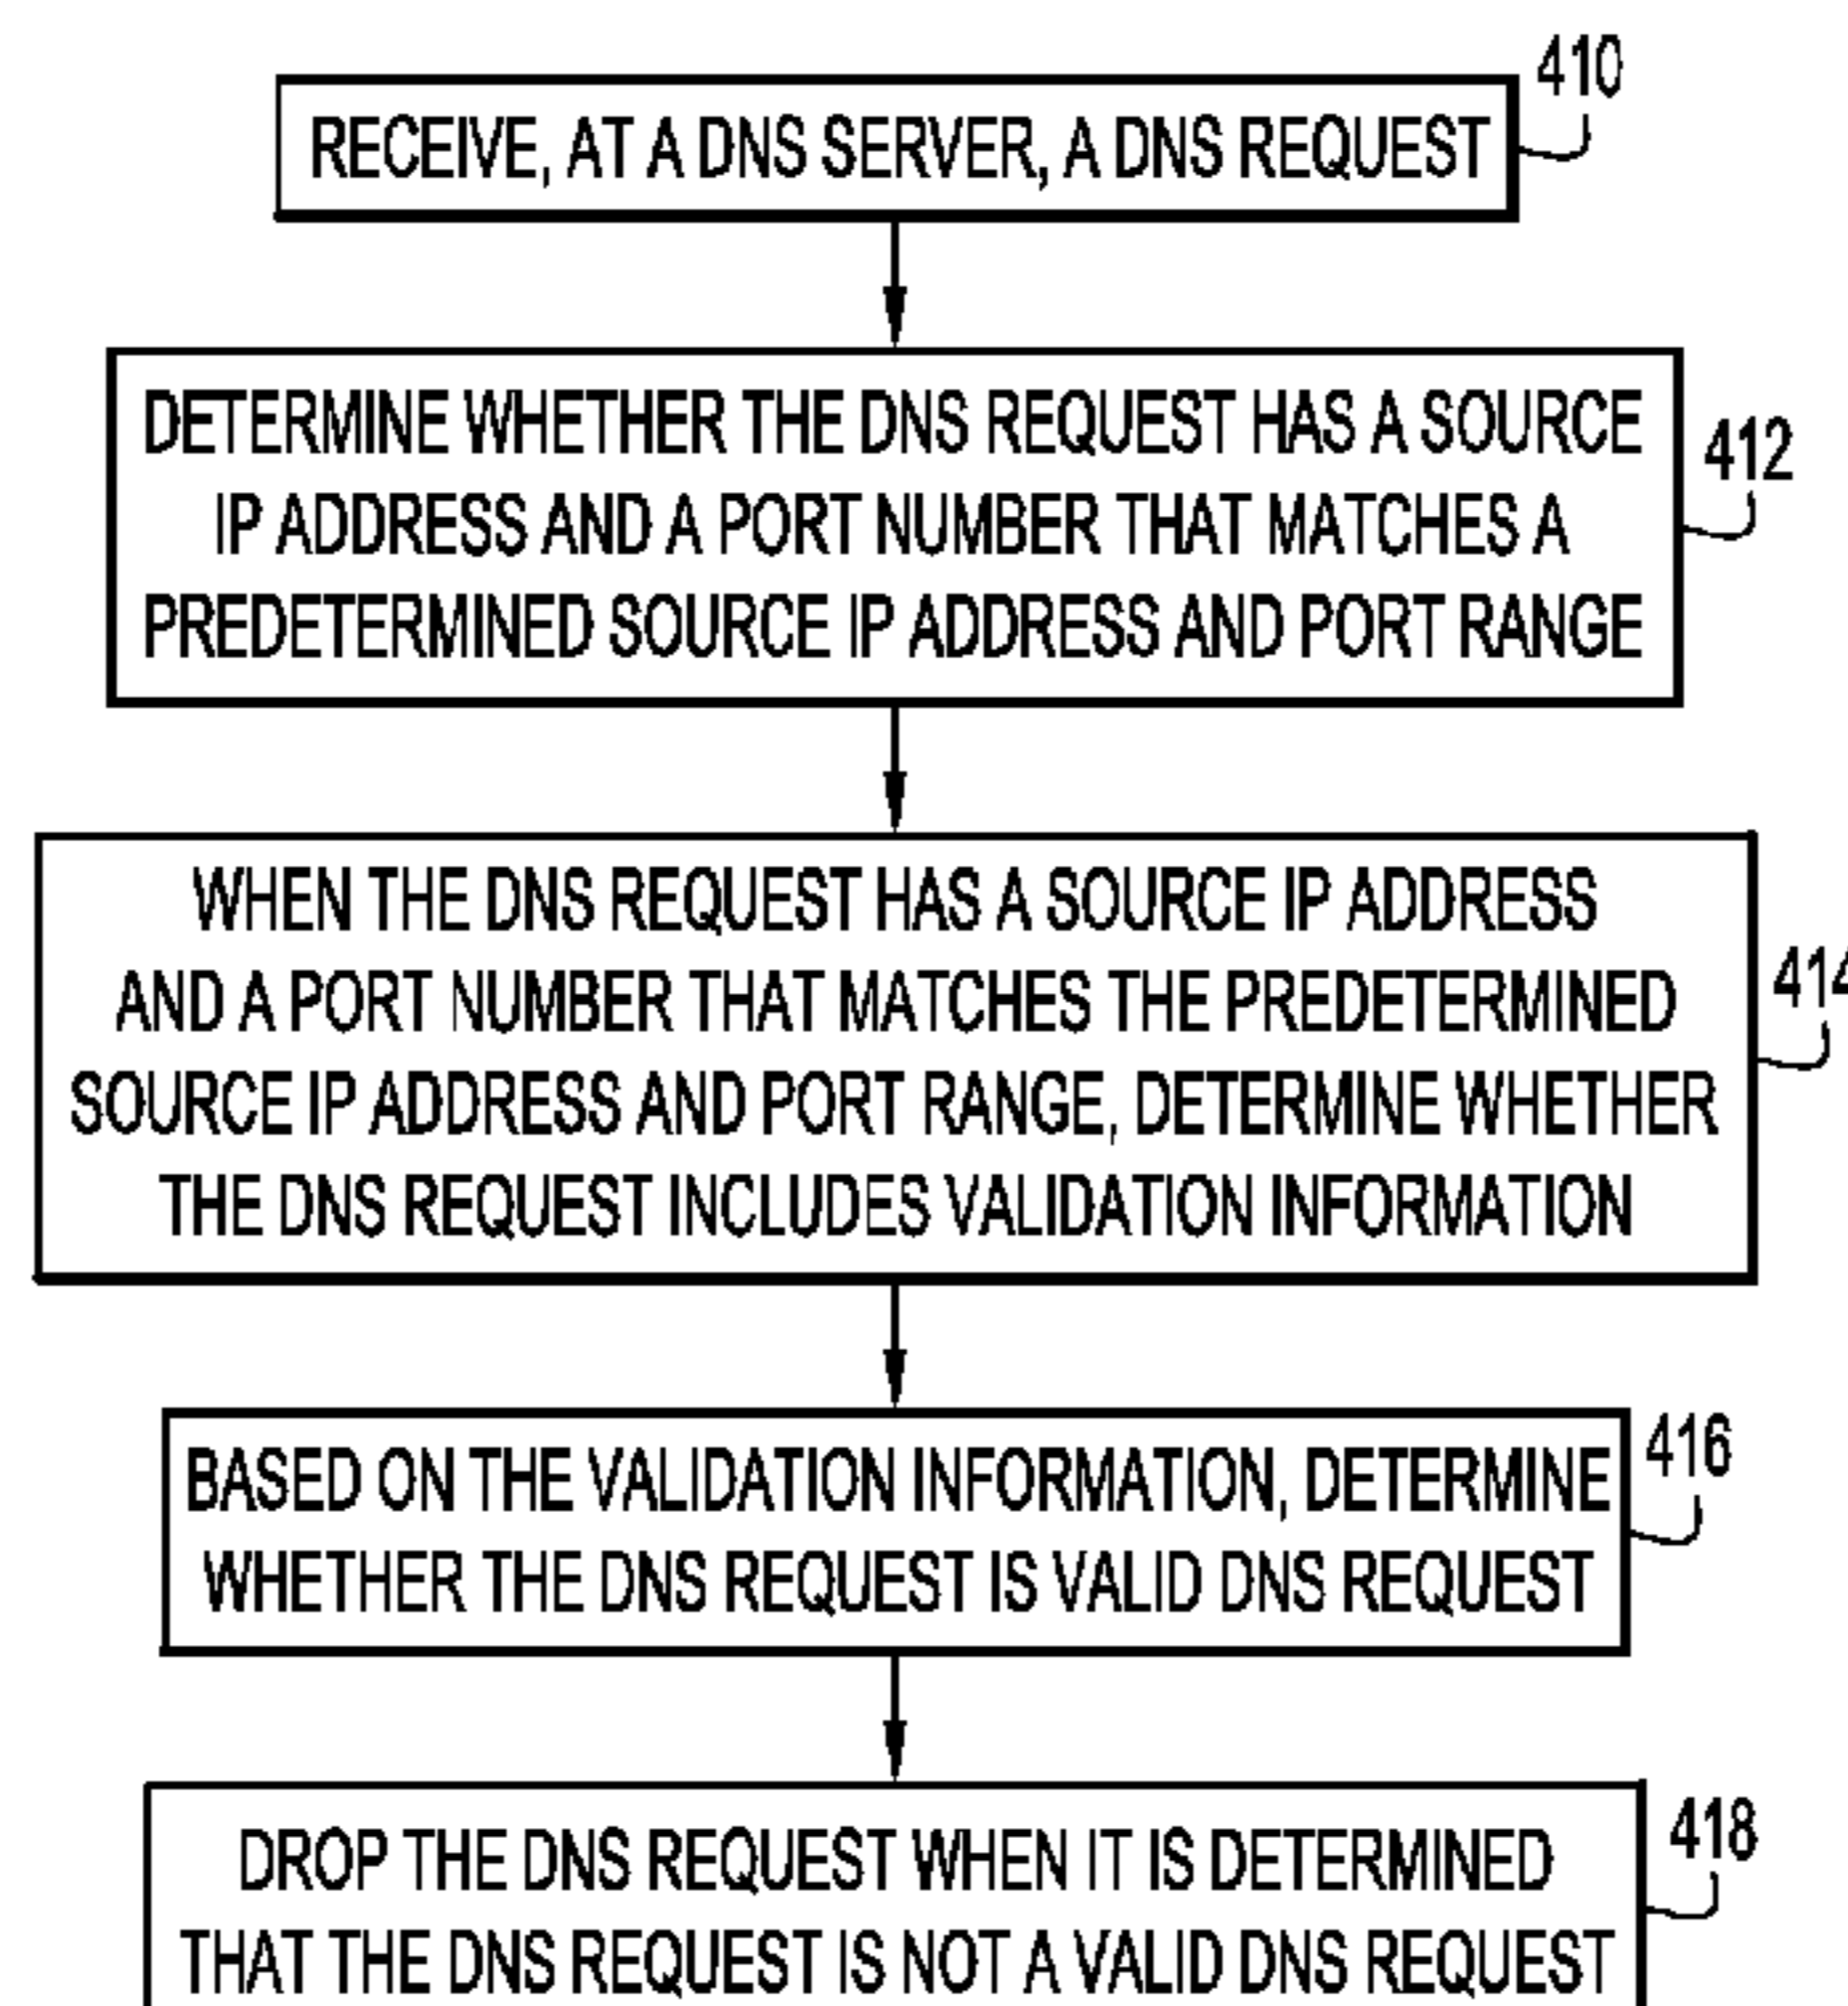 410
RECEIVE, AT A DNS SERVER, A DNS REQUEST
DETERMINE WHETHER THE DNS REQUEST HAS A SOURCE
IP ADDRESS AND A PORT NUMBER THAT MATCHES A
PREDETERMINED SOURCE IP ADDRESS AND PORT RANGE
412
WHEN THE DNS REQUEST HAS A SOURCE IP ADDRESS
AND A PORT NUMBER THAT MATCHES THE PREDETERMINED
SOURCE IP ADDRESS AND PORT RANGE, DETERMINE WHETHER
THE DNS REQUEST INCLUDES VALIDATION INFORMATION
414
BASED ON THE VALIDATION INFORMATION, DETERMINE
WHETHER THE DNS REQUEST IS VALID DNS REQUEST
416
DROP THE DNS REQUEST WHEN IT IS DETERMINED
THAT THE DNS REQUEST IS NOT A VALID DNS REQUEST
418